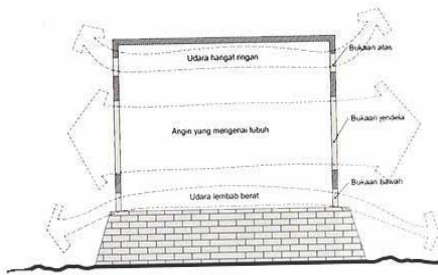 Udara hangat ringan
Bukaan atas
Angin yang mengenai tubuh
Bukaan jendela
Udara lembab berat
Bukaan bawah